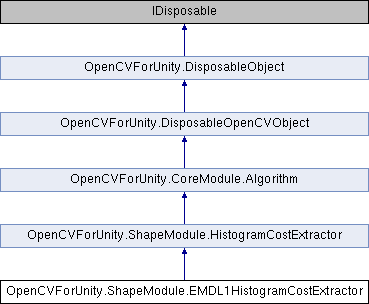 IDisposable
OpenCVForUnity.DisposableObject
OpenCVForUnity.DisposableOpenCVObject
OpenCVForUnity.CoreModule.Algorithm
OpenCVForUnity.ShapeModule.HistogramCostExtractor
OpenCVForUnity.ShapeModule.EMDL1HistogramCostExtractor